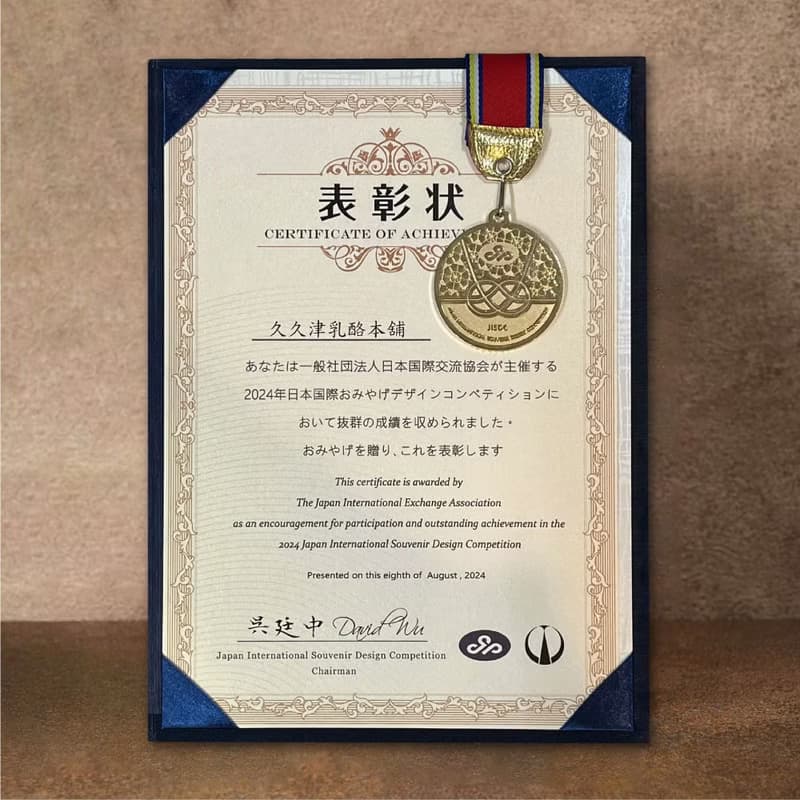 表彰状
CERTIFICATE OF ACHIEV
久久津乳酪本舖
あなたは一般社団法人日本国際交流協会が主催する
2024年日本国際おみやげデザインコンペティションに
おいて抜群の成績を収められました。
おみやげを贈り、これを表彰します
This certificate is awarded by
The Japan International Exchange Association
as an encouragement for participation and outstanding achievement in the
2024 Japan International Souvenir Design Competition
Presented on this eighth of August , 2024
呉廷中 David Wu
Japan International Souvenir Design Competition
Chairman
JISDC
JAPAN INTERNATIONAL SOUVENIR DESIGN COMPETITION